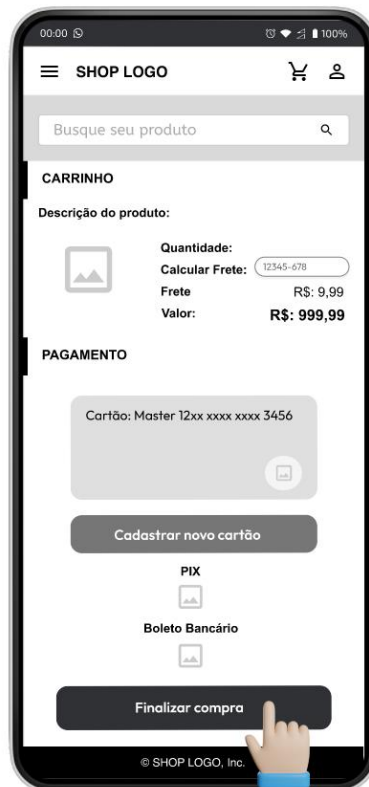 00:00 100%
SHOP LOGO
Busque seu produto
CARRINHO
Descrição do produto:
Quantidade:
Calcular Frete: 12345-678
Frete R$: 9,99
Valor: R$: 999,99
PAGAMENTO
Cartão: Master 12xx xxxx xxxx 3456
Cadastrar novo cartão
PIX
Boleto Bancário
Finalizar compra
© SHOP LOGO, Inc.